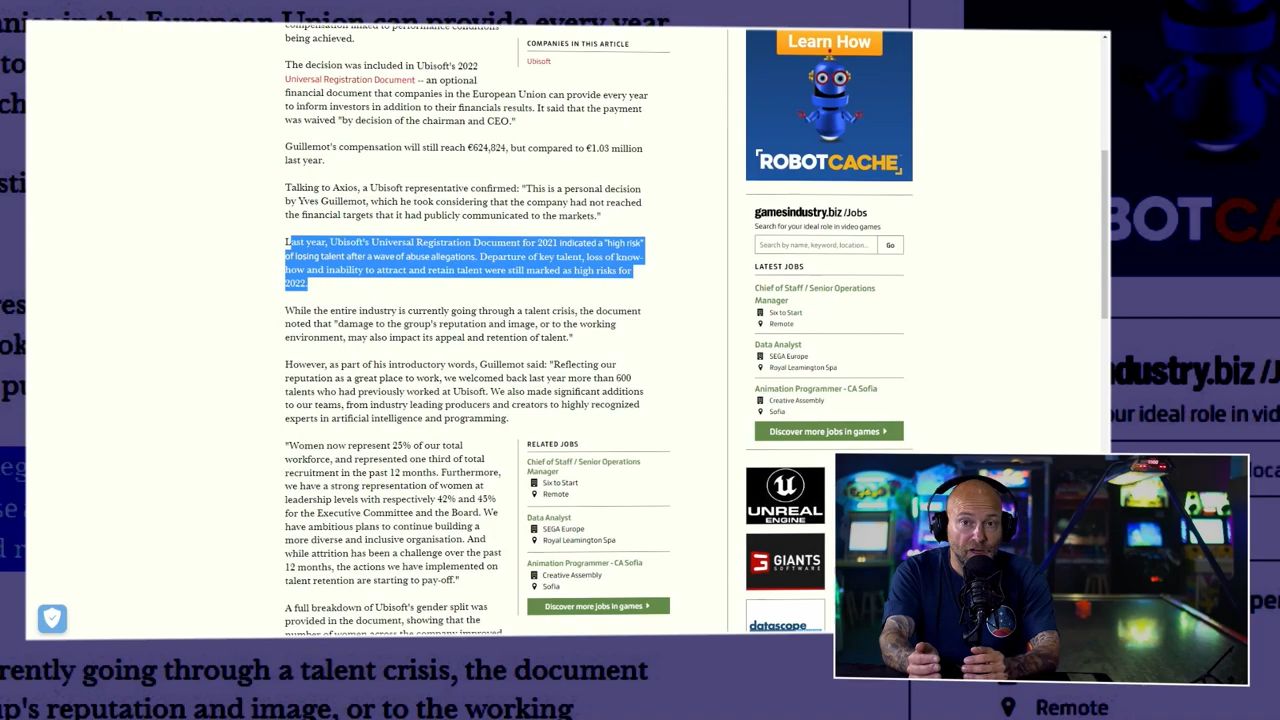 being achieved.
The decision was included in Ubisoft's 2022
Universal Registration Document -- an optional
financial document that companies in the European Union can provide every year
to inform investors in addition to their financials results. It said that the payment
was waived "by decision of the chairman and CEO."
Guillemot's compensation will still reach €624,824, but compared to €1.03 million
last year.
Talking to Axios, a Ubisoft representative confirmed: "This is a personal decision
by Yves Guillemot, which he took considering that the company had not reached
the financial targets that it had publicly communicated to the markets."
Last year, Ubisoft's Universal Registration Document for 2021 indicated a "high risk"
of losing talent after a wave of abuse allegations. Departure of key talent, loss of know-
how and inability to attract and retain talent were still marked as high risks for
2022.
While the entire industry is currently going through a talent crisis, the document
noted that "damage to the group's reputation and image, or to the working
environment, may also impact its appeal and retention of talent."
However, as part of his introductory words, Guillemot said: "Reflecting our
reputation as a great place to work, we welcomed back last year more than 600
talents who had previously worked at Ubisoft. We also made significant additions
to our teams, from industry leading producers and creators to highly recognized
experts in artificial intelligence and programming.
"Women now represent 25% of our total
workforce, and represented one third of total
recruitment in the past 12 months. Furthermore,
we have a strong representation of women at
leadership levels with respectively 42% and 45%
for the Executive Committee and the Board. We
have ambitious plans to continue building a
more diverse and inclusive organisation. And
while attrition has been a challenge over the past
12 months, the actions we have implemented on
talent retention are starting to pay-off."
A full breakdown of Ubisoft's gender split was
provided in the document, showing that the
number of women across the company improved
COMPANIES IN THIS ARTICLE
Ubisoft
RELATED JOBS
Chief of Staff / Senior Operations
Manager
Six to Start
Remote
Data Analyst
SEGA Europe
Royal Leamington Spa
Animation Programmer - CA Sofia
Creative Assembly
Sofia
Discover more jobs in games
Learn How
ROBOTCACHE
gamesindustry.biz /Jobs
Search for your ideal role in video games
Search by name, keyword, location...
Go
LATEST JOBS
Chief of Staff / Senior Operations
Manager
Six to Start
Remote
Data Analyst
SEGA Europe
Royal Leamington Spa
Animation Programmer - CA Sofia
Creative Assembly
Sofia
Discover more jobs in games
UNREAL
ENGINE
GIANTS
SOFTWARE
datascope
rently going through a talent crisis, the document
up's reputation and image, or to the working
Remote